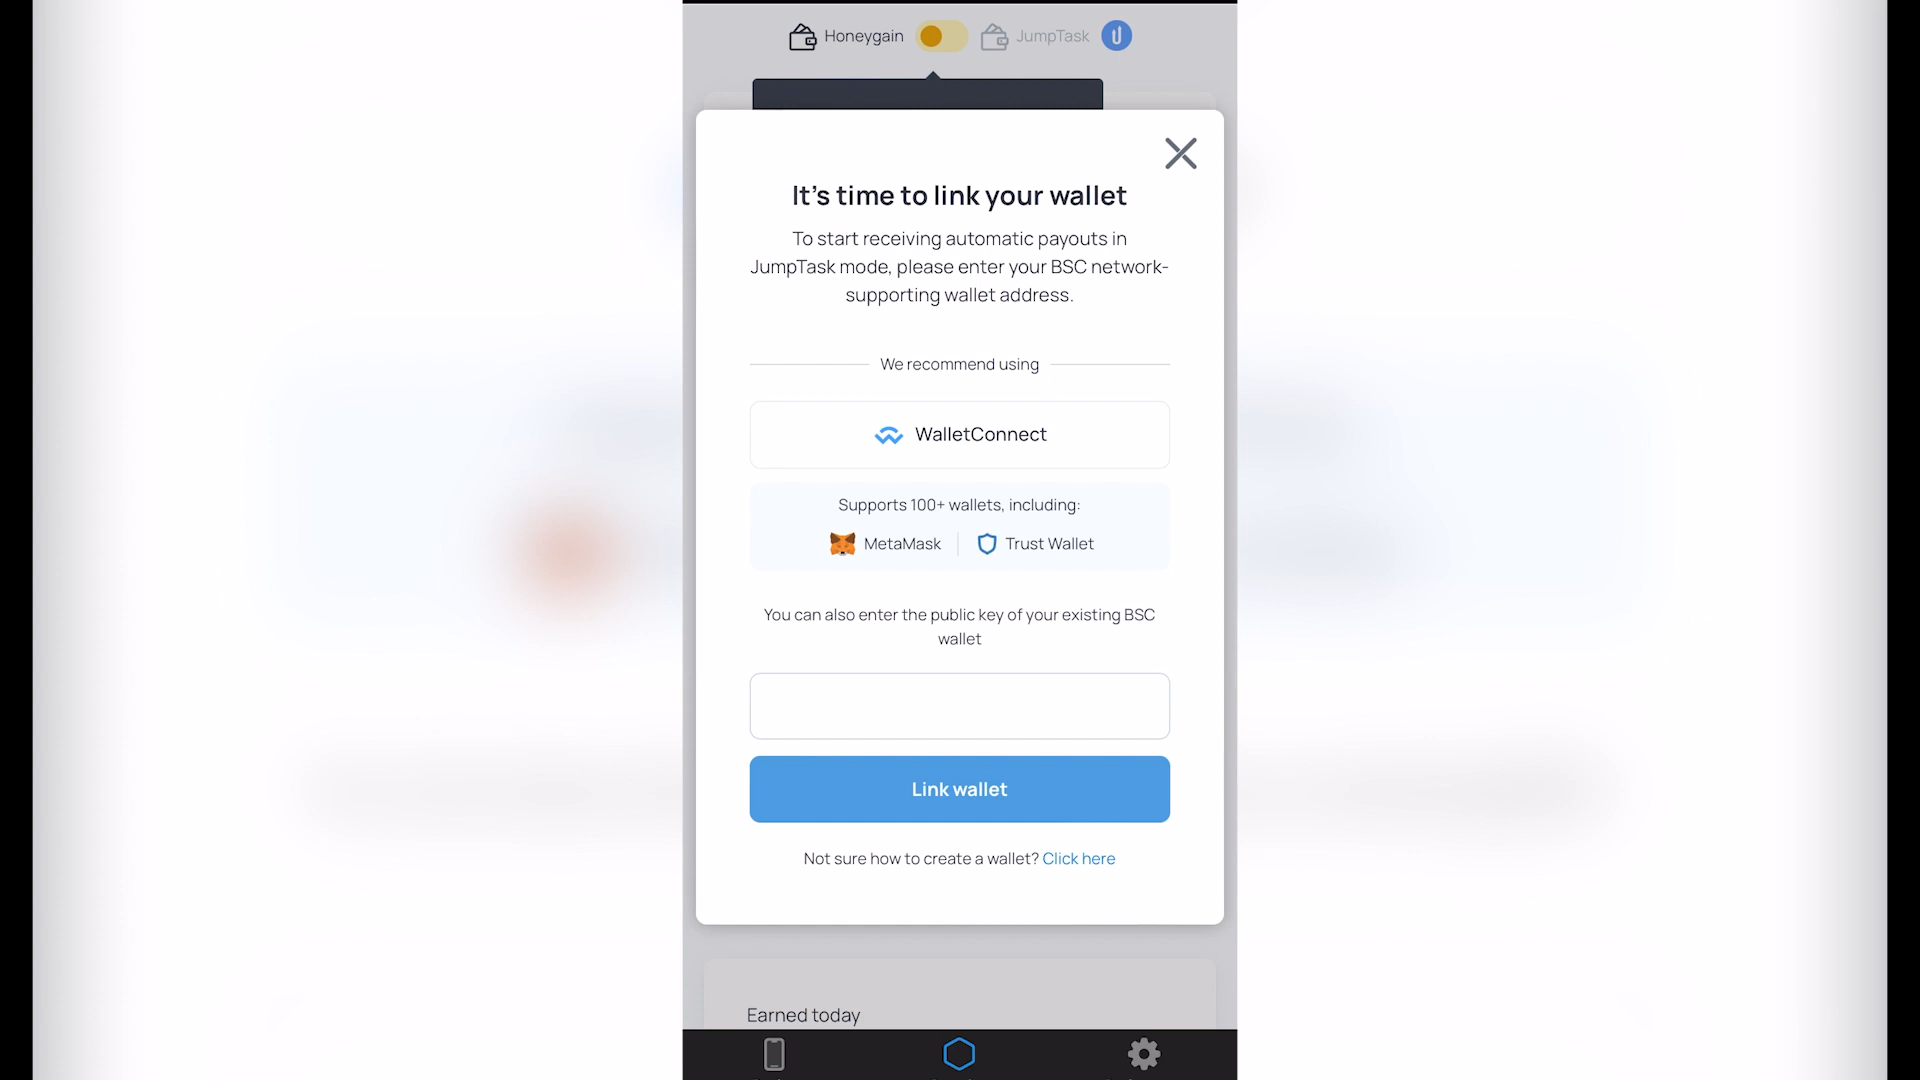 Honeygain
JumpTask
It's time to link your wallet
To start receiving automatic payouts in
JumpTask mode, please enter your BSC network-
supporting wallet address.
We recommend using
WalletConnect
Supports 100+ wallets, including:
MetaMask
Trust Wallet
You can also enter the public key of your existing BSC
wallet
Link wallet
Not sure how to create a wallet? Click here
Earned today